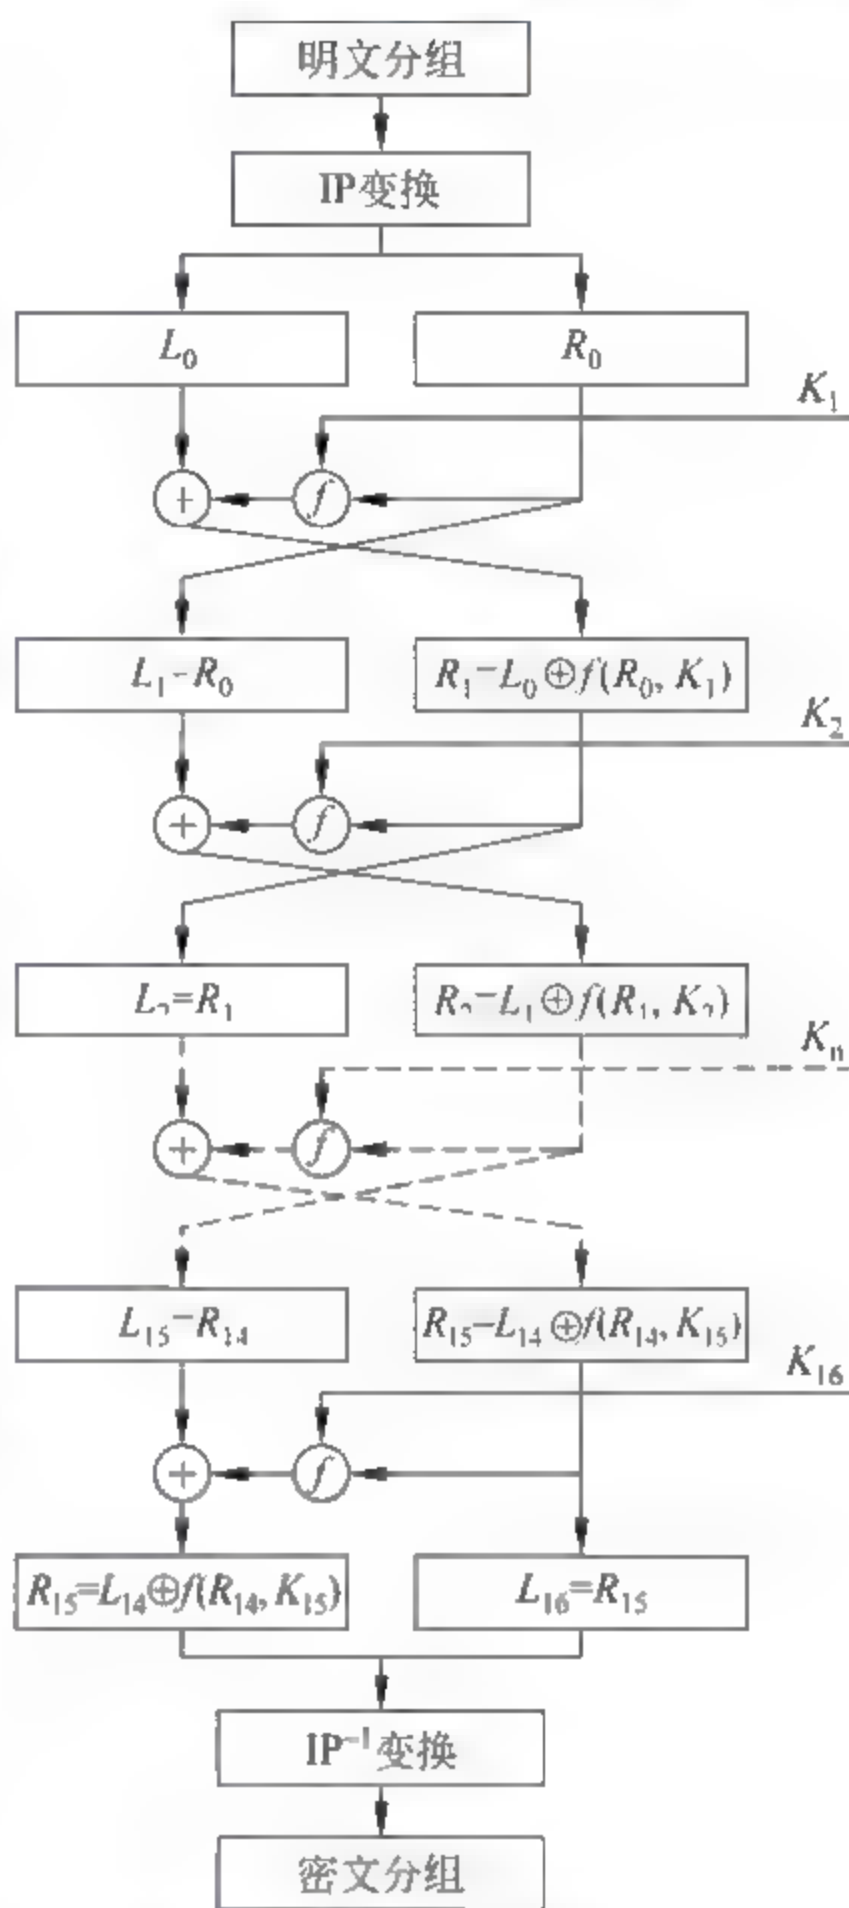 明文分组
IP变换
L₀
R₀
K₁
+
f
L₁-R₀
R₁=L₀⊕f(R₀, K₁)
K₂
+
f
L₂=R₁
R₂=L₁⊕f(R₁, K₂)
Kₙ
+
f
L₁₅-R₁₄
R₁₅-L₁₄⊕f(R₁₄, K₁₅)
K₁₆
+
f
R₁₅=L₁₄⊕f(R₁₄, K₁₅)
L₁₆=R₁₅
IP⁻¹变换
密文分组